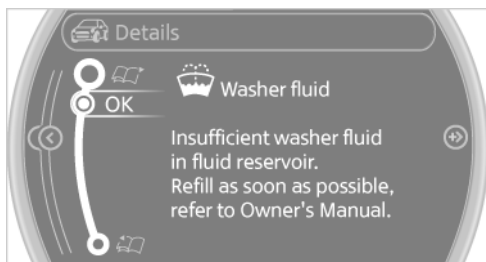 Details
OK
Washer fluid
Insufficient washer fluid
in fluid reservoir.
Refill as soon as possible,
refer to Owner's Manual.